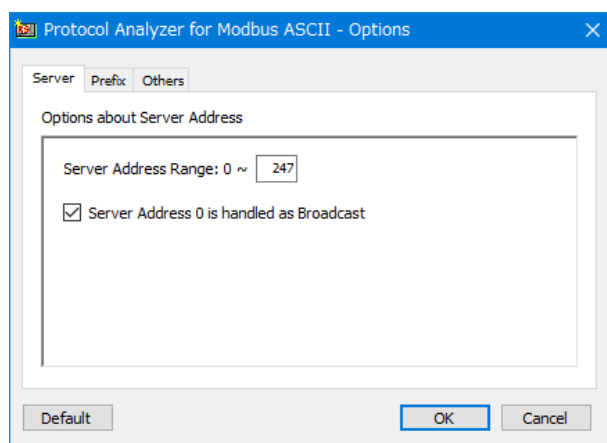 Protocol Analyzer for Modbus ASCII - Options
Server Prefix Others
Options about Server Address
Server Address Range: 0 ~ 247
Server Address 0 is handled as Broadcast
Default OK Cancel